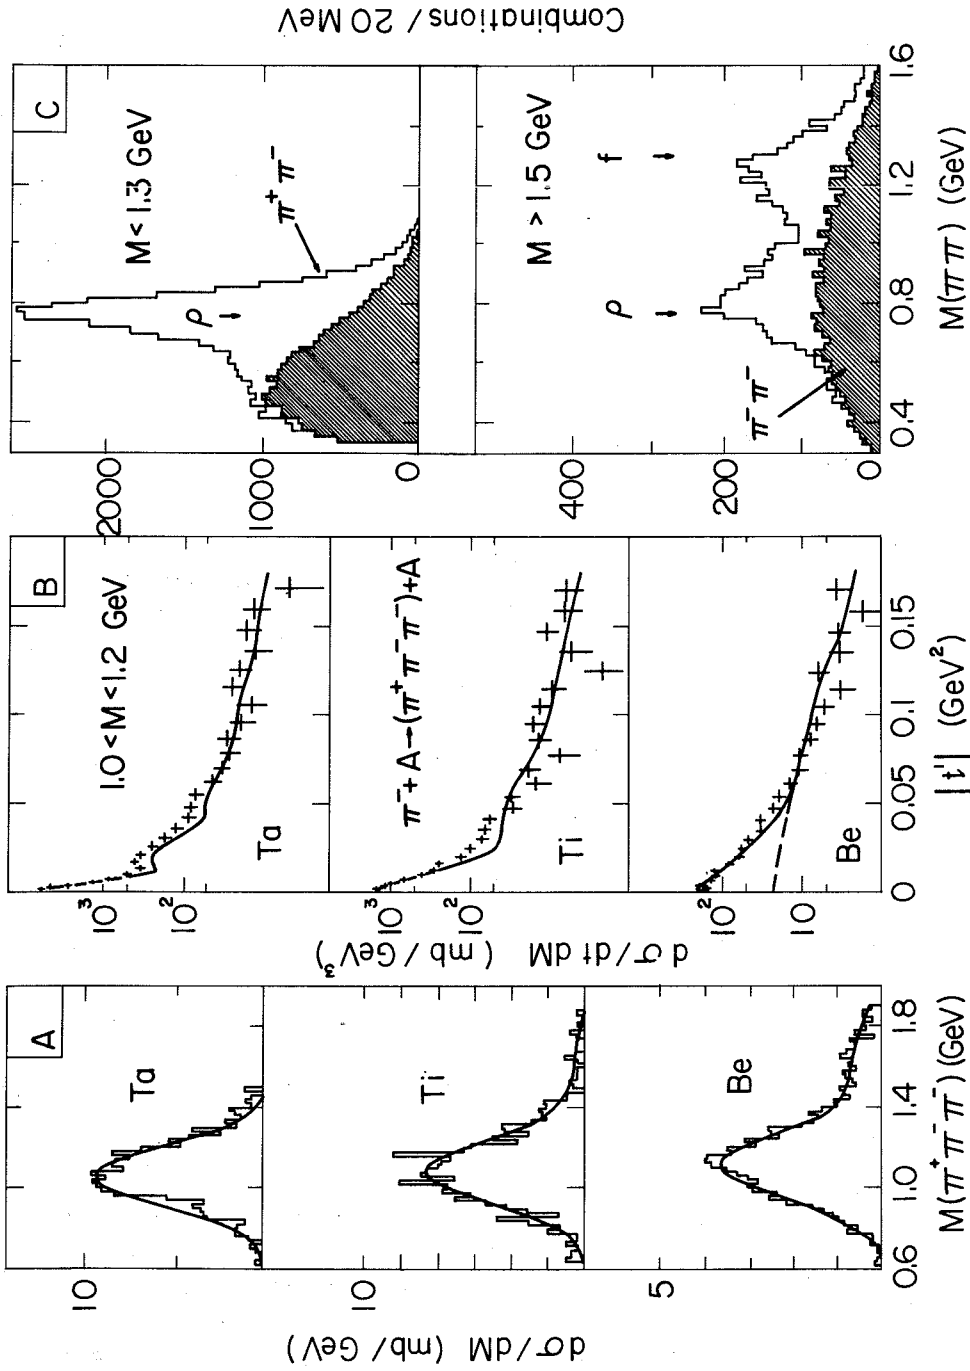 A
Ta
10
Ti
Be
5
0.6
1.0
1.4
1.8
M(π⁺π⁻π⁻) (GeV)
dσ/dM (mb/GeV)
B
1.0<M<1.2 GeV
Ta
10³
10²
π⁻+A→(π⁺π⁻π⁻)+A
Ti
10³
10²
Be
10²
10
0
0.05
0.1
0.15
|t'| (GeV²)
dσ/dt dM (mb/GeV³)
C
M<1.3 GeV
π⁺π⁻
ρ
2000
1000
0
M >1.5 GeV
f
ρ
π⁻π⁻
400
200
0
0.4
0.8
1.2
1.6
M(ππ) (GeV)
Combinations / 20 MeV